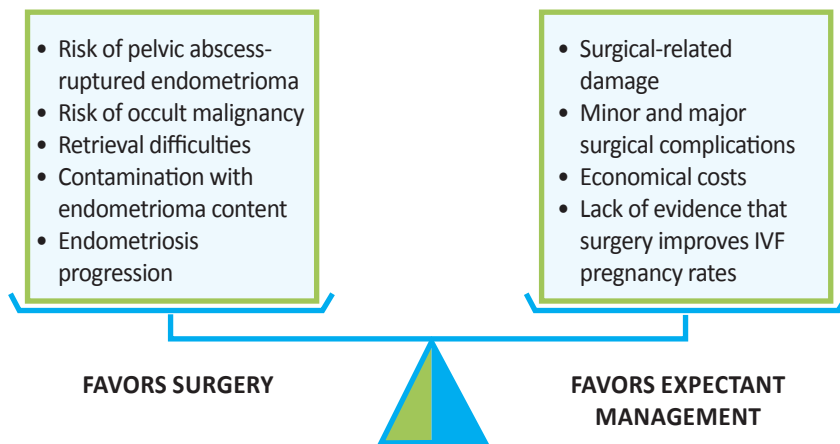 • Risk of pelvic abscess-
ruptured endometrioma
• Risk of occult malignancy
• Retrieval difficulties
• Contamination with
endometrioma content
• Endometriosis
progression
• Surgical-related
damage
• Minor and major
surgical complications
• Economical costs
• Lack of evidence that
surgery improves IVF
pregnancy rates
FAVORS SURGERY
FAVORS EXPECTANT
MANAGEMENT